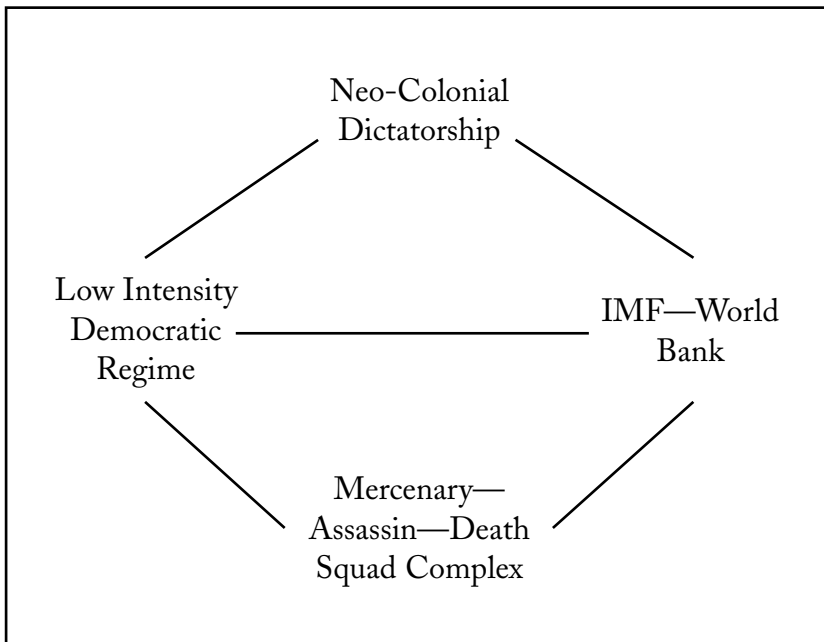 Neo-Colonial
Dictatorship
Low Intensity
Democratic
Regime
IMF—World
Bank
Mercenary—
Assassin—Death
Squad Complex